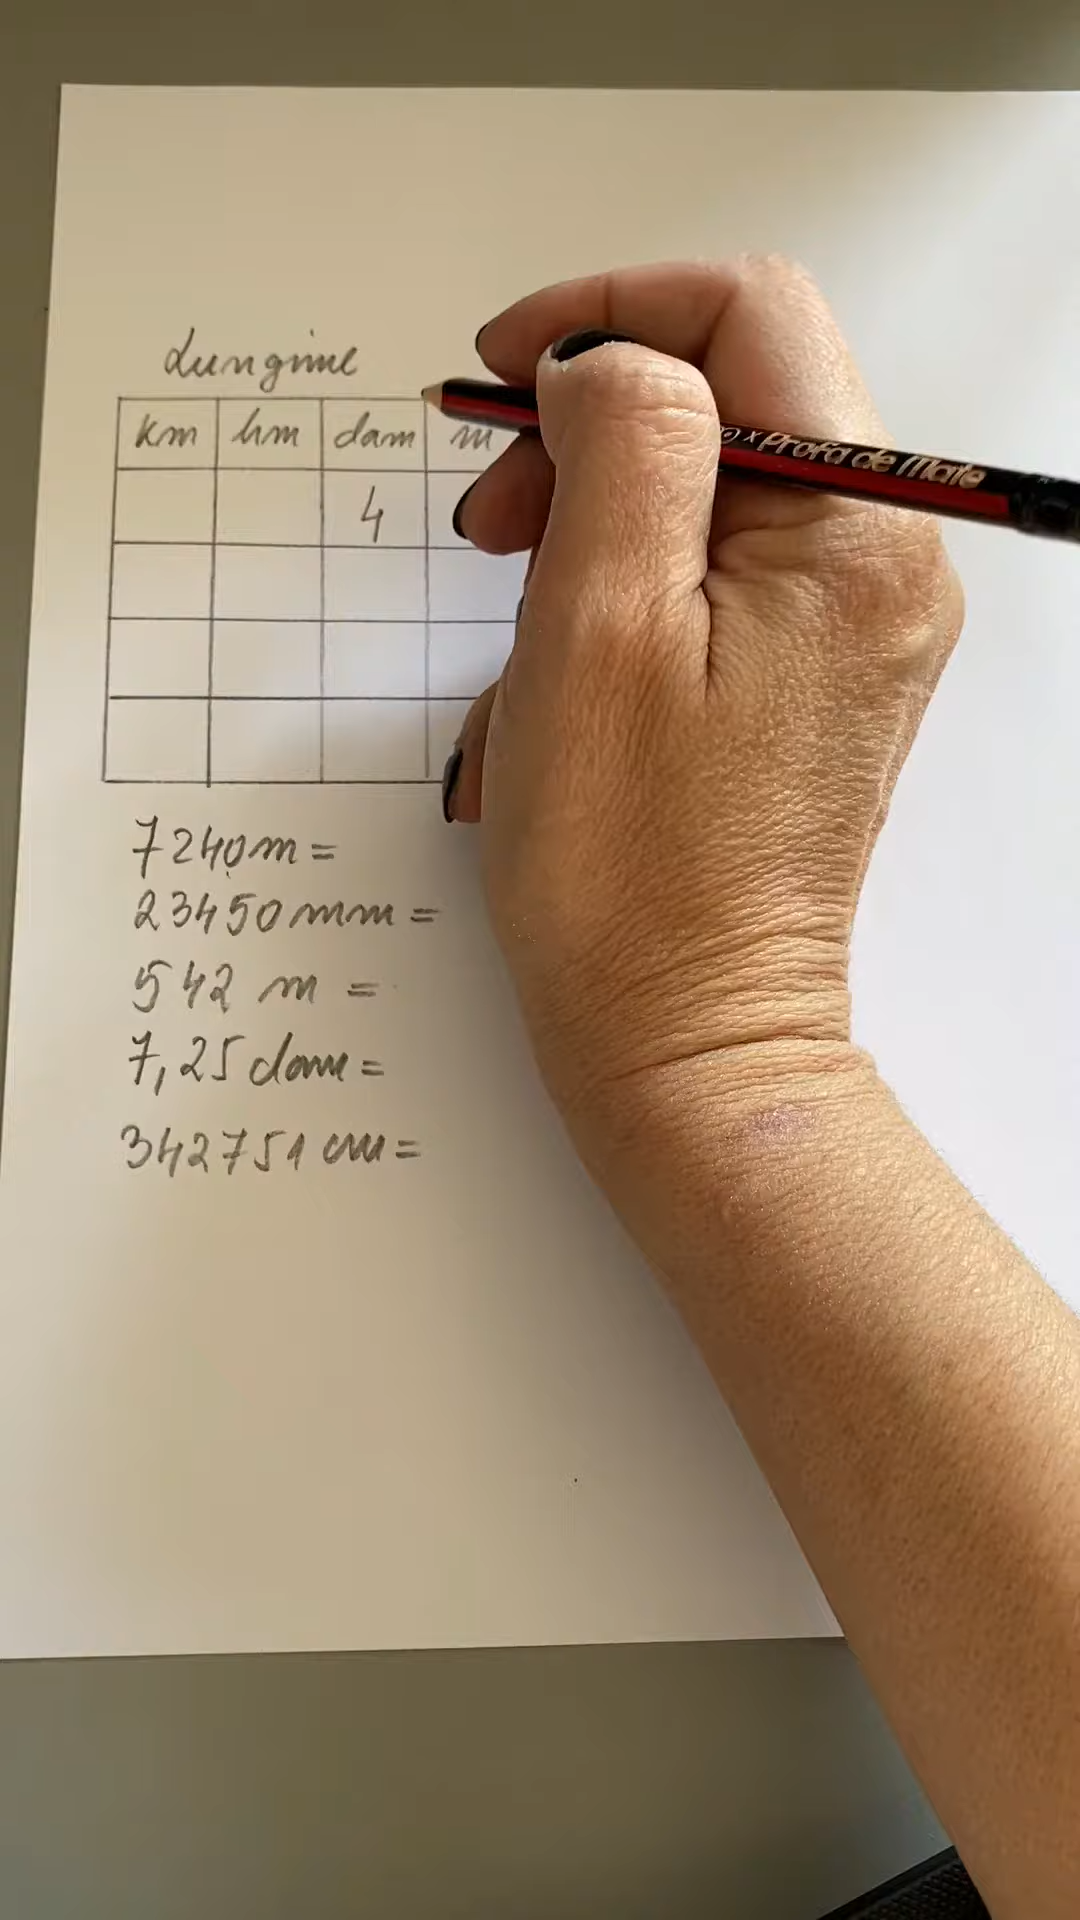 Lungime
km hm dam m
4
7240m =
23450mm =
542 m =
7,25 dam =
342751 cm =
x Profa de Mate